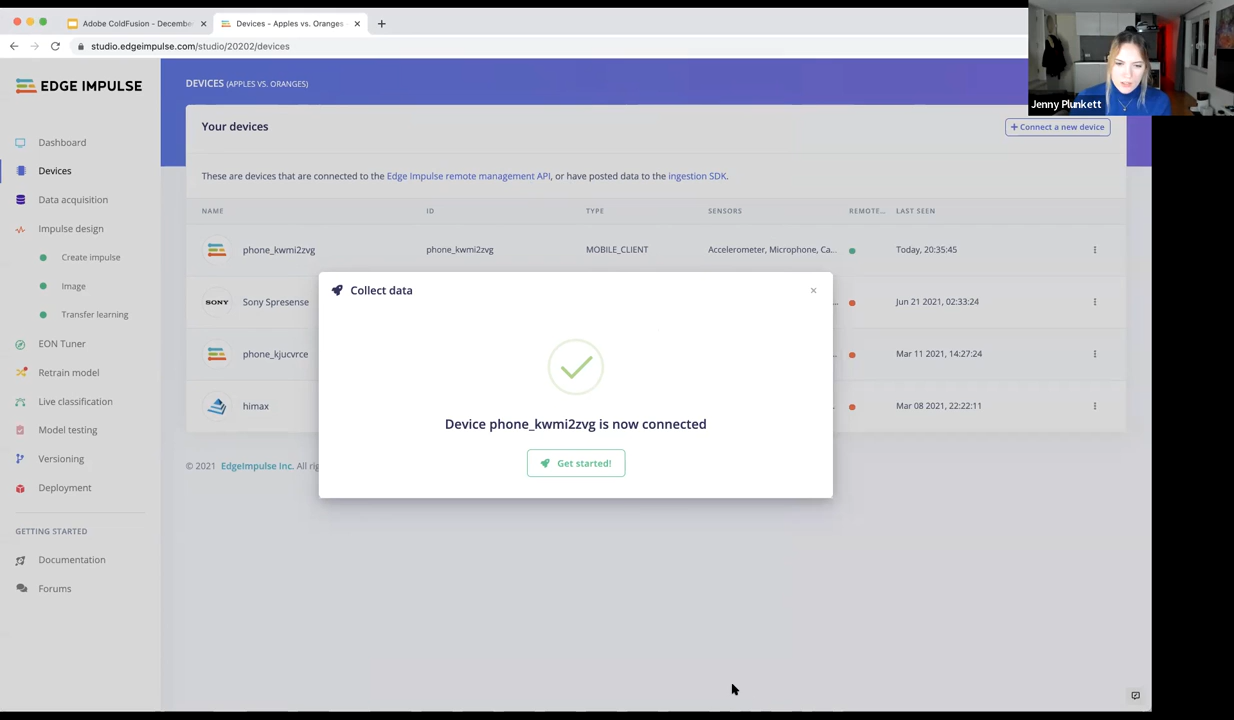 Adobe ColdFusion - Decembe
Devices - Apples vs. Oranges -
studio.edgeimpulse.com/studio/20202/devices
Jenny Plunkett
EDGE IMPULSE
DEVICES (APPLES VS. ORANGES)
Dashboard
Devices
Data acquisition
Impulse design
Create impulse
Image
Transfer learning
EON Tuner
Retrain model
Live classification
Model testing
Versioning
Deployment
GETTING STARTED
Documentation
Forums
Your devices
+ Connect a new device
These are devices that are connected to the Edge Impulse remote management API, or have posted data to the ingestion SDK.
NAME ID TYPE SENSORS REMOTE... LAST SEEN
phone_kwmi2zvg phone_kwmi2zvg MOBILE_CLIENT Accelerometer, Microphone, Ca... Today, 20:35:45
SONY Sony Spresense ... Jun 21 2021, 02:33:24
phone_kjucvrce ... Mar 11 2021, 14:27:24
himax ... Mar 08 2021, 22:22:11
© 2021 EdgeImpulse Inc. All rig
Collect data
×
Device phone_kwmi2zvg is now connected
Get started!